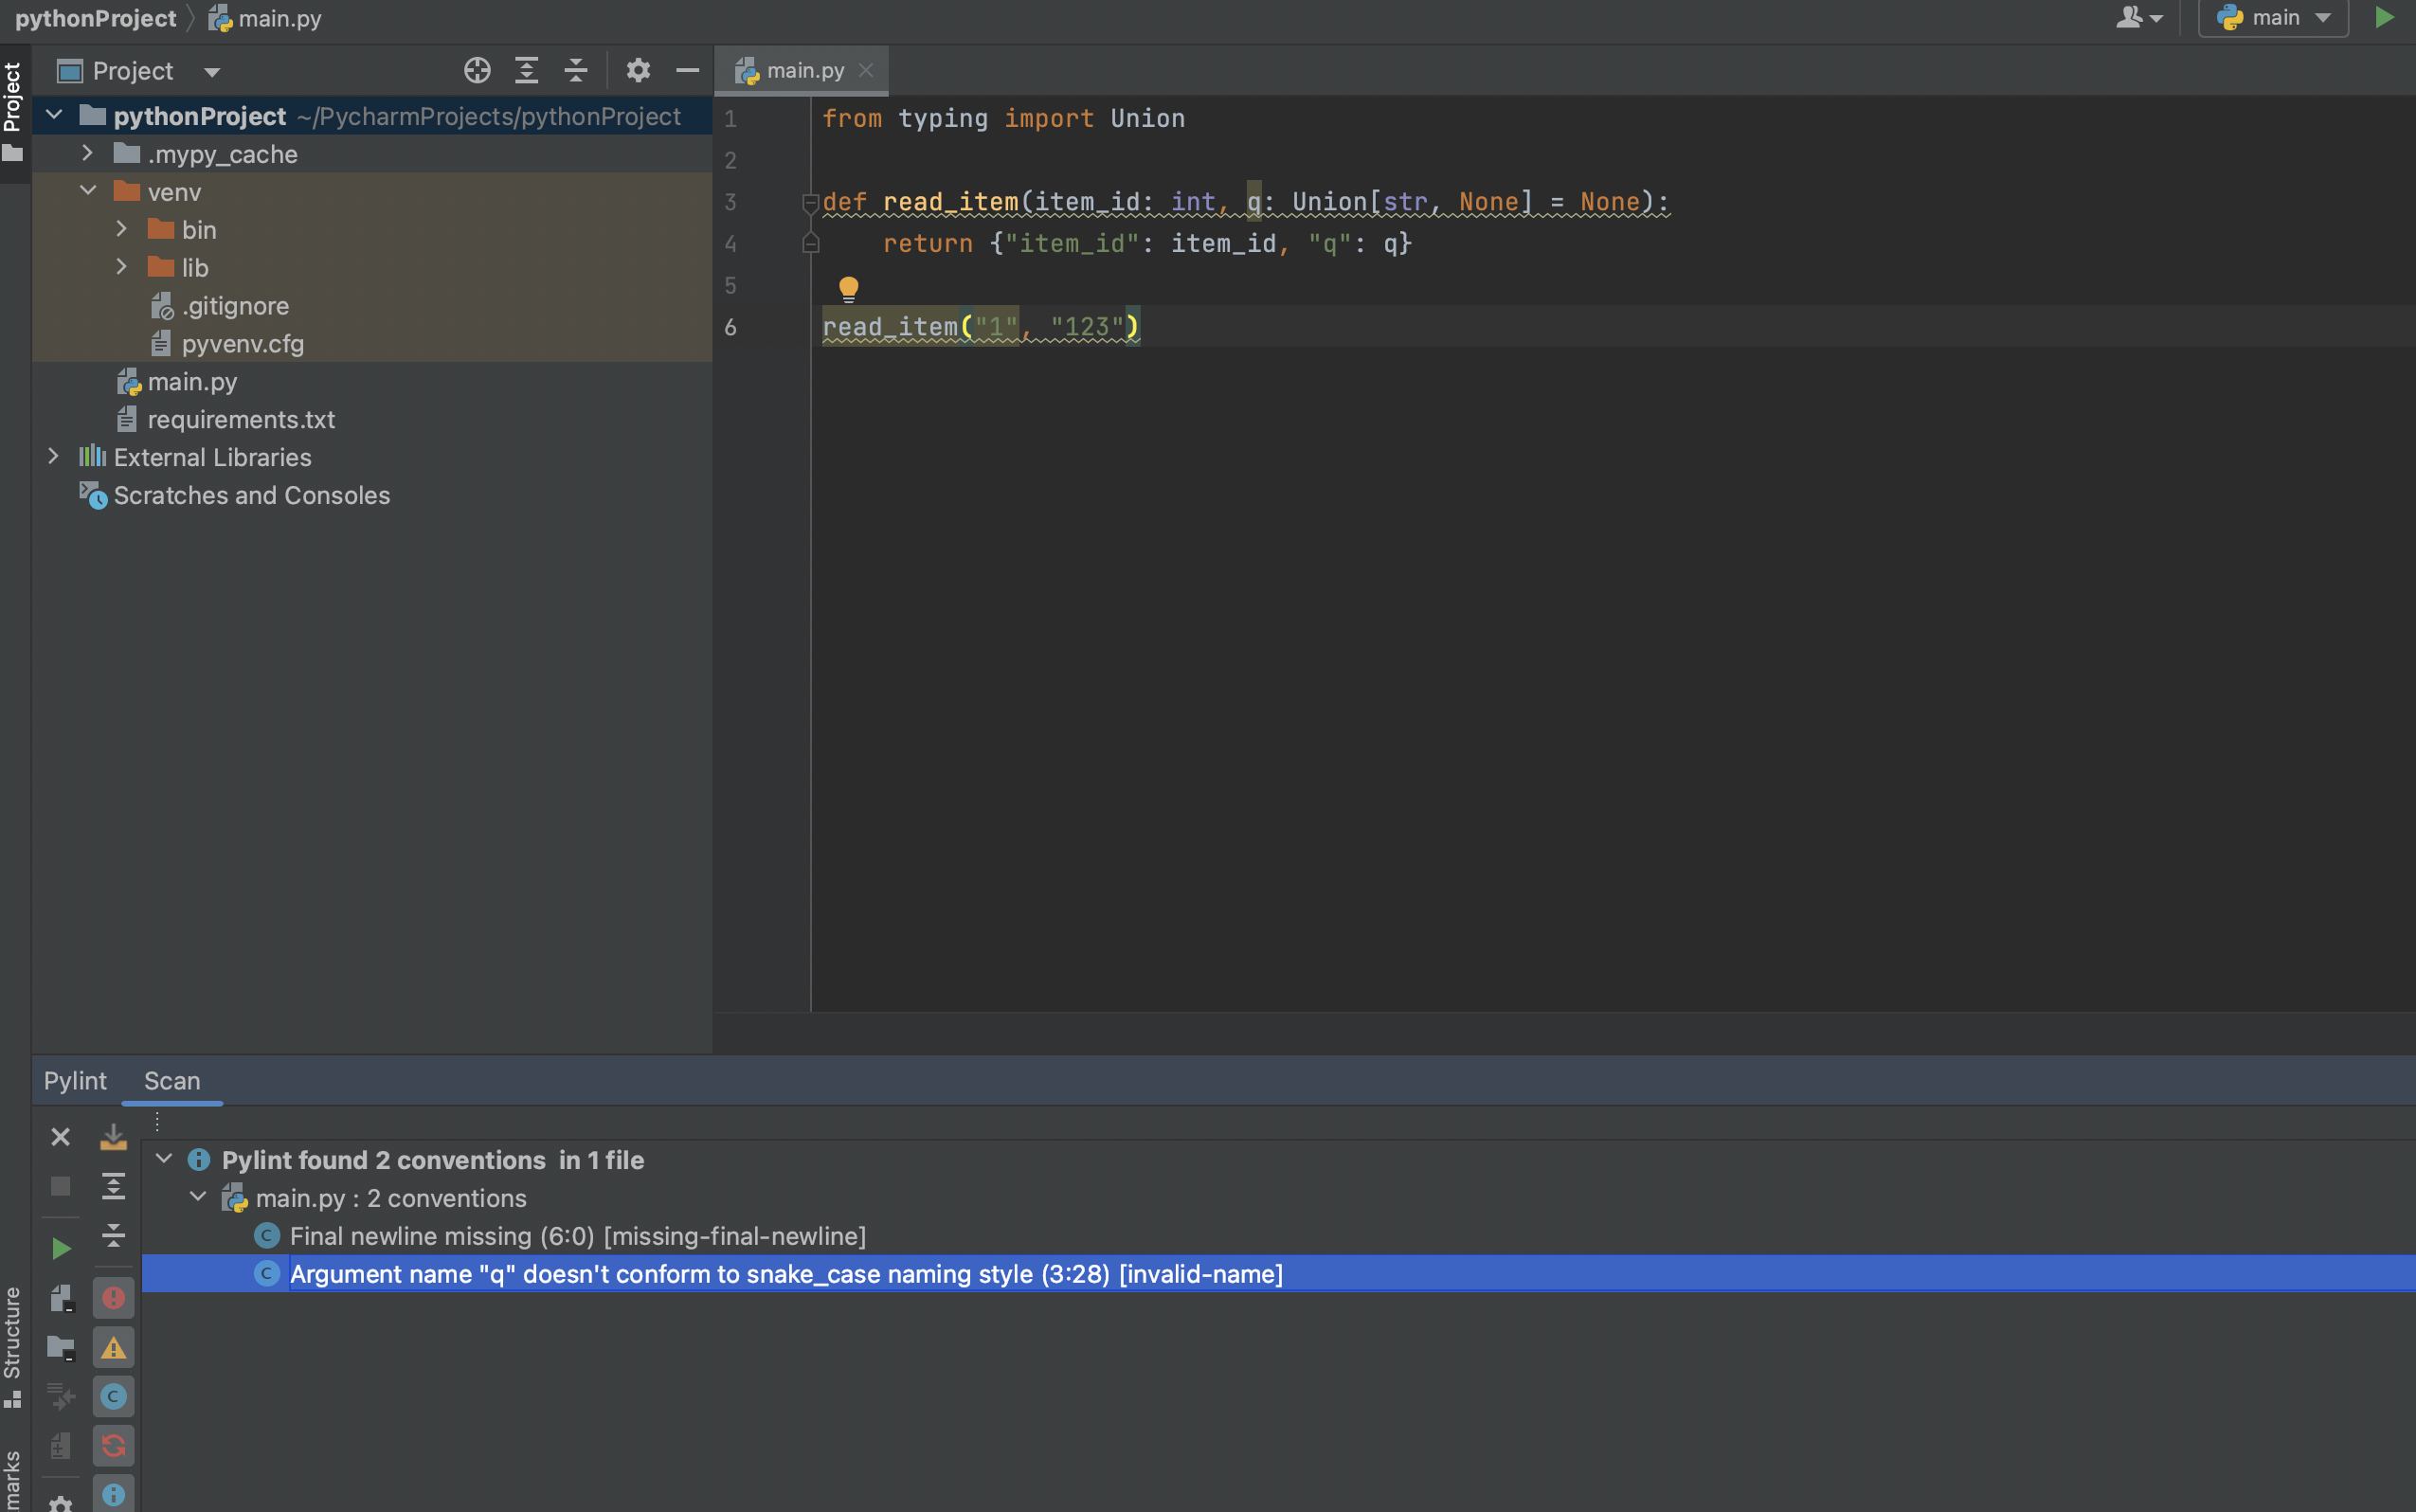 pythonProject main.py
main
Project
Project
main.py
pythonProject ~/PycharmProjects/pythonProject
.mypy_cache
venv
bin
lib
.gitignore
pyvenv.cfg
main.py
requirements.txt
External Libraries
Scratches and Consoles
1 from typing import Union
2
3 def read_item(item_id: int, q: Union[str, None] = None):
4 return {"item_id": item_id, "q": q}
5
6 read_item("1", "123")
Pylint Scan
Pylint found 2 conventions in 1 file
main.py : 2 conventions
C Final newline missing (6:0) [missing-final-newline]
C Argument name "q" doesn't conform to snake_case naming style (3:28) [invalid-name]
Structure
C
marks